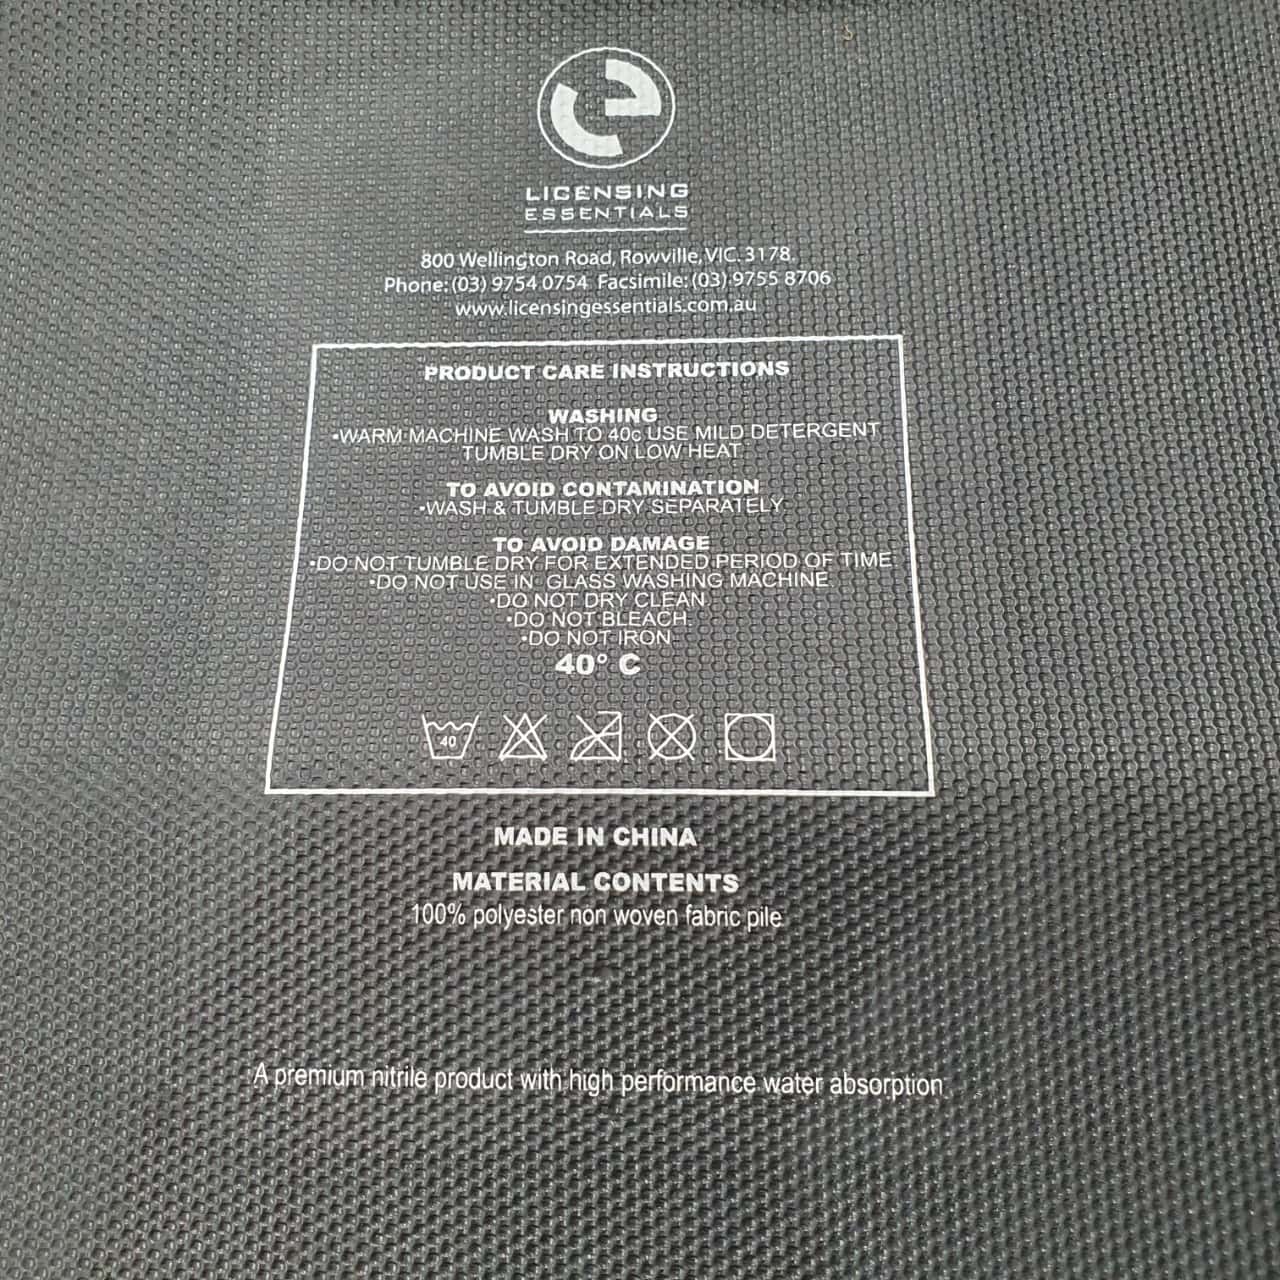 LICENSING
ESSENTIALS
800 Wellington Road, Rowville, VIC. 3178
Phone: (03) 9754 0754 Facsimile: (03) 9755 8706
www.licensingessentials.com.au
PRODUCT CARE INSTRUCTIONS
WASHING
•WARM MACHINE WASH TO 40c USE MILD DETERGENT
TUMBLE DRY ON LOW HEAT
TO AVOID CONTAMINATION
•WASH & TUMBLE DRY SEPARATELY
TO AVOID DAMAGE
•DO NOT TUMBLE DRY FOR EXTENDED PERIOD OF TIME
•DO NOT USE IN GLASS WASHING MACHINE
•DO NOT DRY CLEAN
•DO NOT BLEACH
•DO NOT IRON
40° C
40
MADE IN CHINA
MATERIAL CONTENTS
100% polyester non woven fabric pile
A premium nitrile product with high performance water absorption